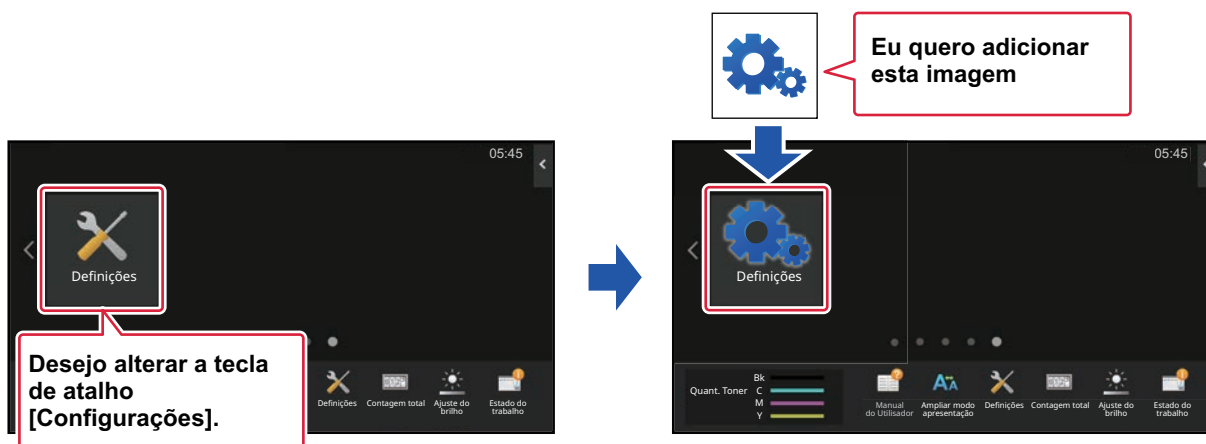 Eu quero adicionar
esta imagem
05:45
Definições
Desejo alterar a tecla
de atalho
[Configurações].
Definições
Contagem total
Ajuste do
brilho
Estado do
trabalho
05:45
Definições
Quant. Toner
Bk
C
M
Y
Manual
do Utilisador
Ampliar modo
apresentação
Definições
Contagem total
Ajuste do
brilho
Estado do
trabalho